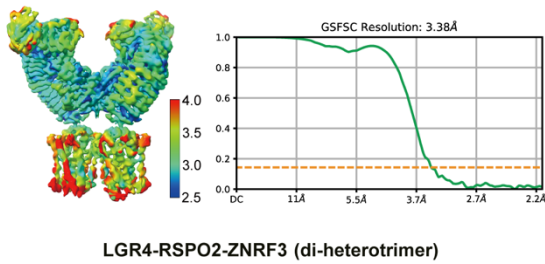 GSFSC Resolution: 3.38Å
1.0
0.8
0.6
0.4
0.2
0.0
DC
11Å
5.5Å
3.7Å
2.7Å
2.2Å
4.0
3.5
3.0
2.5
LGR4-RSPO2-ZNRF3 (di-heterotrimer)